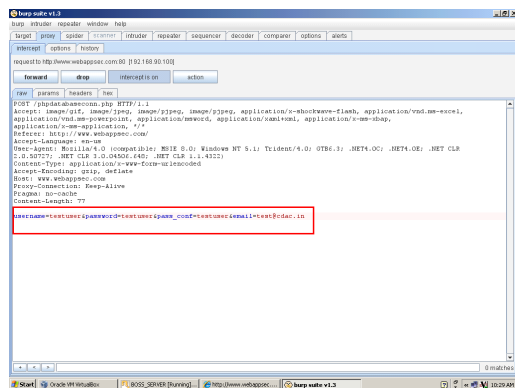 burp suite v1.3
burp intruder repeater window help
target proxy spider scanner intruder repeater sequencer decoder comparer options alerts
intercept options history
request to http://www.webappsec.com:80 [192.168.90.100]
forward drop intercept is on action
raw params headers hex
POST /phpdatabaseconn.php HTTP/1.1
Accept: image/gif, image/jpeg, image/pjpeg, image/pjpeg, application/x-shockwave-flash, application/vnd.ms-excel,
application/vnd.ms-powerpoint, application/msword, application/xaml+xml, application/x-ms-xbap,
application/x-ms-application, */*
Referer: http://www.webappsec.com/
Accept-Language: en-us
User-Agent: Mozilla/4.0 (compatible; MSIE 8.0; Windows NT 5.1; Trident/4.0; GTB6.3; .NET4.0C; .NET4.0E; .NET CLR
2.0.50727; .NET CLR 3.0.04506.648; .NET CLR 1.1.4322)
Content-Type: application/x-www-form-urlencoded
Accept-Encoding: gzip, deflate
Host: www.webappsec.com
Proxy-Connection: Keep-Alive
Pragma: no-cache
Content-Length: 77
username=testuser&password=testuser&pass_conf=testuser&email=test@cdac.in
+ < > 0 matches
Start Oracle VM VirtualBox BOSS_SERVER [Running]... http://www.webappsec.... burp suite v1.3 10:29 AM